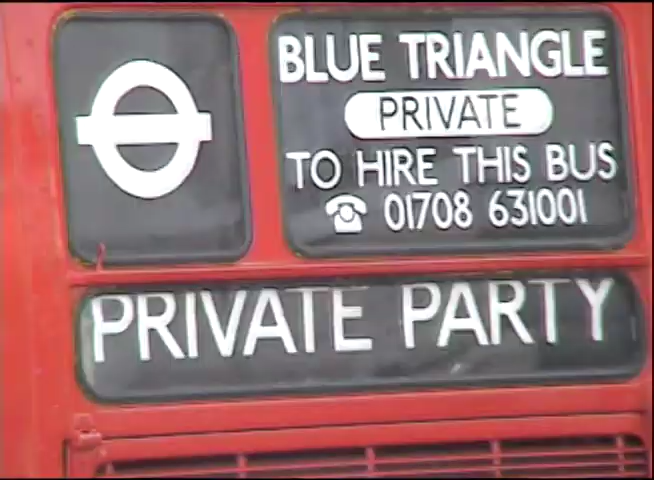 BLUE TRIANGLE
PRIVATE
TO HIRE THIS BUS
01708 631001
PRIVATE PARTY